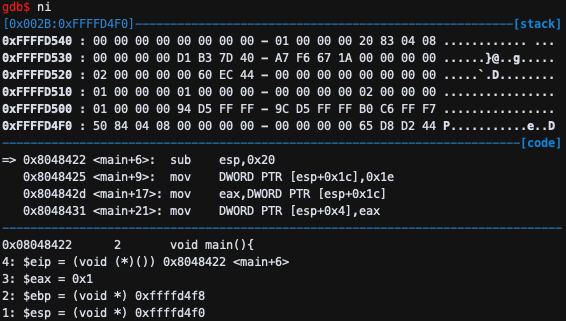 gdb$ ni
[0x002B:0xFFFFD4F0][stack]
0xFFFFD540 : 00 00 00 00 00 00 00 00 - 01 00 00 00 20 83 04 08 ............ ...
0xFFFFD530 : 00 00 00 00 D1 B3 7D 40 - A7 F6 67 1A 00 00 00 00 ......}@..g.....
0xFFFFD520 : 02 00 00 00 00 60 EC 44 - 00 00 00 00 00 00 00 00 .....`.D........
0xFFFFD510 : 01 00 00 00 01 00 00 00 - 00 00 00 00 02 00 00 00 ................
0xFFFFD500 : 01 00 00 00 94 D5 FF FF - 9C D5 FF FF B0 C6 FF F7 ................
0xFFFFD4F0 : 50 84 04 08 00 00 00 00 - 00 00 00 00 65 D8 D2 44 P...........e..D
[code]
=> 0x8048422 <main+6>: sub esp,0x20
0x8048425 <main+9>: mov DWORD PTR [esp+0x1c],0x1e
0x804842d <main+17>: mov eax,DWORD PTR [esp+0x1c]
0x8048431 <main+21>: mov DWORD PTR [esp+0x4],eax
0x08048422 2 void main(){
4: $eip = (void (*)()) 0x8048422 <main+6>
3: $eax = 0x1
2: $ebp = (void *) 0xffffd4f8
1: $esp = (void *) 0xffffd4f0